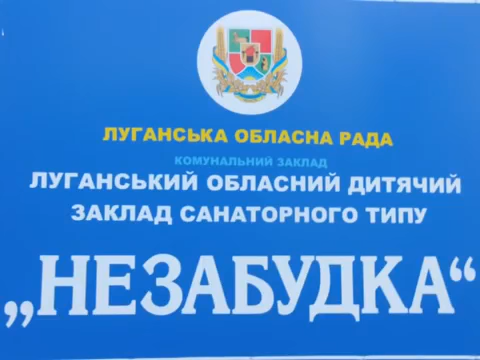 ЛУГАНСЬКА ОБЛАСНА РАДА
КОМУНАЛЬНИЙ ЗАКЛАД
ЛУГАНСЬКИЙ ОБЛАСНИЙ ДИТЯЧИЙ
ЗАКЛАД САНАТОРНОГО ТИПУ
„НЕЗАБУДКА“